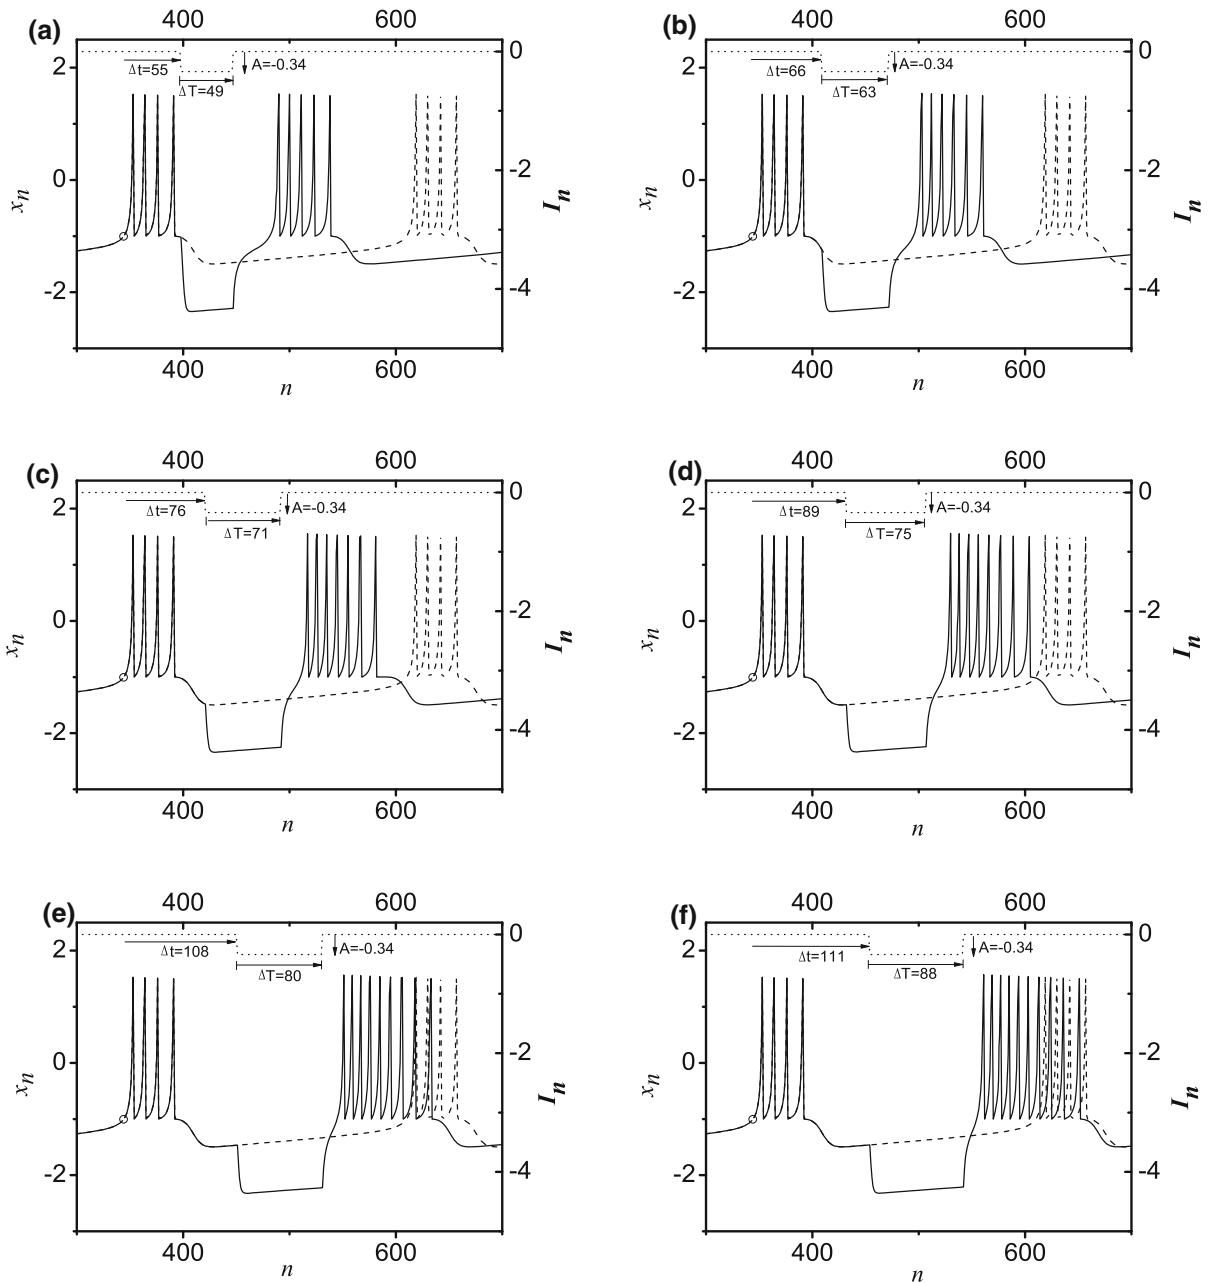 (a)
400 600
2
0
-2
0
-2
-4
Δt=55
A=-0.34
ΔT=49
x_n
I_n
400 600
n
(b)
400 600
2
0
-2
0
-2
-4
Δt=66
A=-0.34
ΔT=63
x_n
I_n
400 600
n
(c)
400 600
2
0
-2
0
-2
-4
Δt=76
A=-0.34
ΔT=71
x_n
I_n
400 600
n
(d)
400 600
2
0
-2
0
-2
-4
Δt=89
A=-0.34
ΔT=75
x_n
I_n
400 600
n
(e)
400 600
2
0
-2
0
-2
-4
Δt=108
A=-0.34
ΔT=80
x_n
I_n
400 600
n
(f)
400 600
2
0
-2
0
-2
-4
Δt=111
A=-0.34
ΔT=88
x_n
I_n
400 600
n